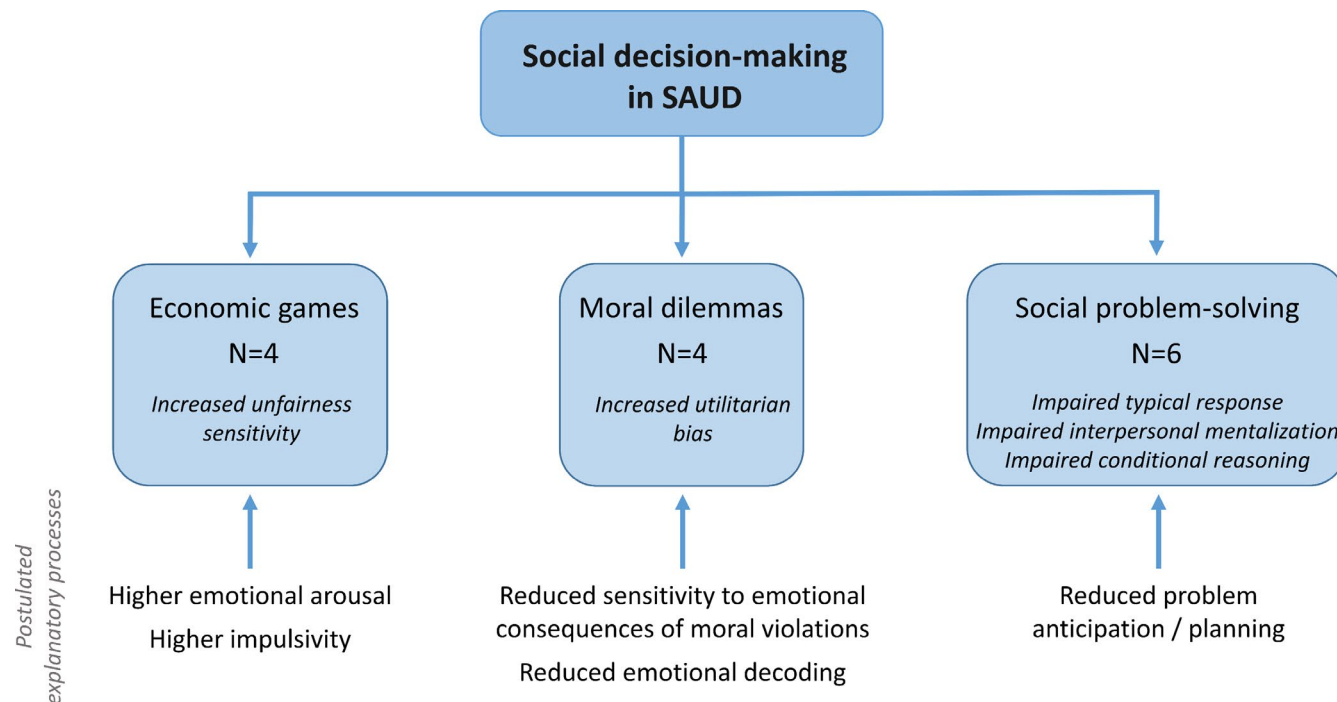 Social decision-making
in SAUD
Economic games
N=4
Increased unfairness
sensitivity
Moral dilemmas
N=4
Increased utilitarian
bias
Social problem-solving
N=6
Impaired typical response
Impaired interpersonal mentalization
Impaired conditional reasoning
Postulated
explanatory processes
Higher emotional arousal
Higher impulsivity
Reduced sensitivity to emotional
consequences of moral violations
Reduced emotional decoding
Reduced problem
anticipation / planning